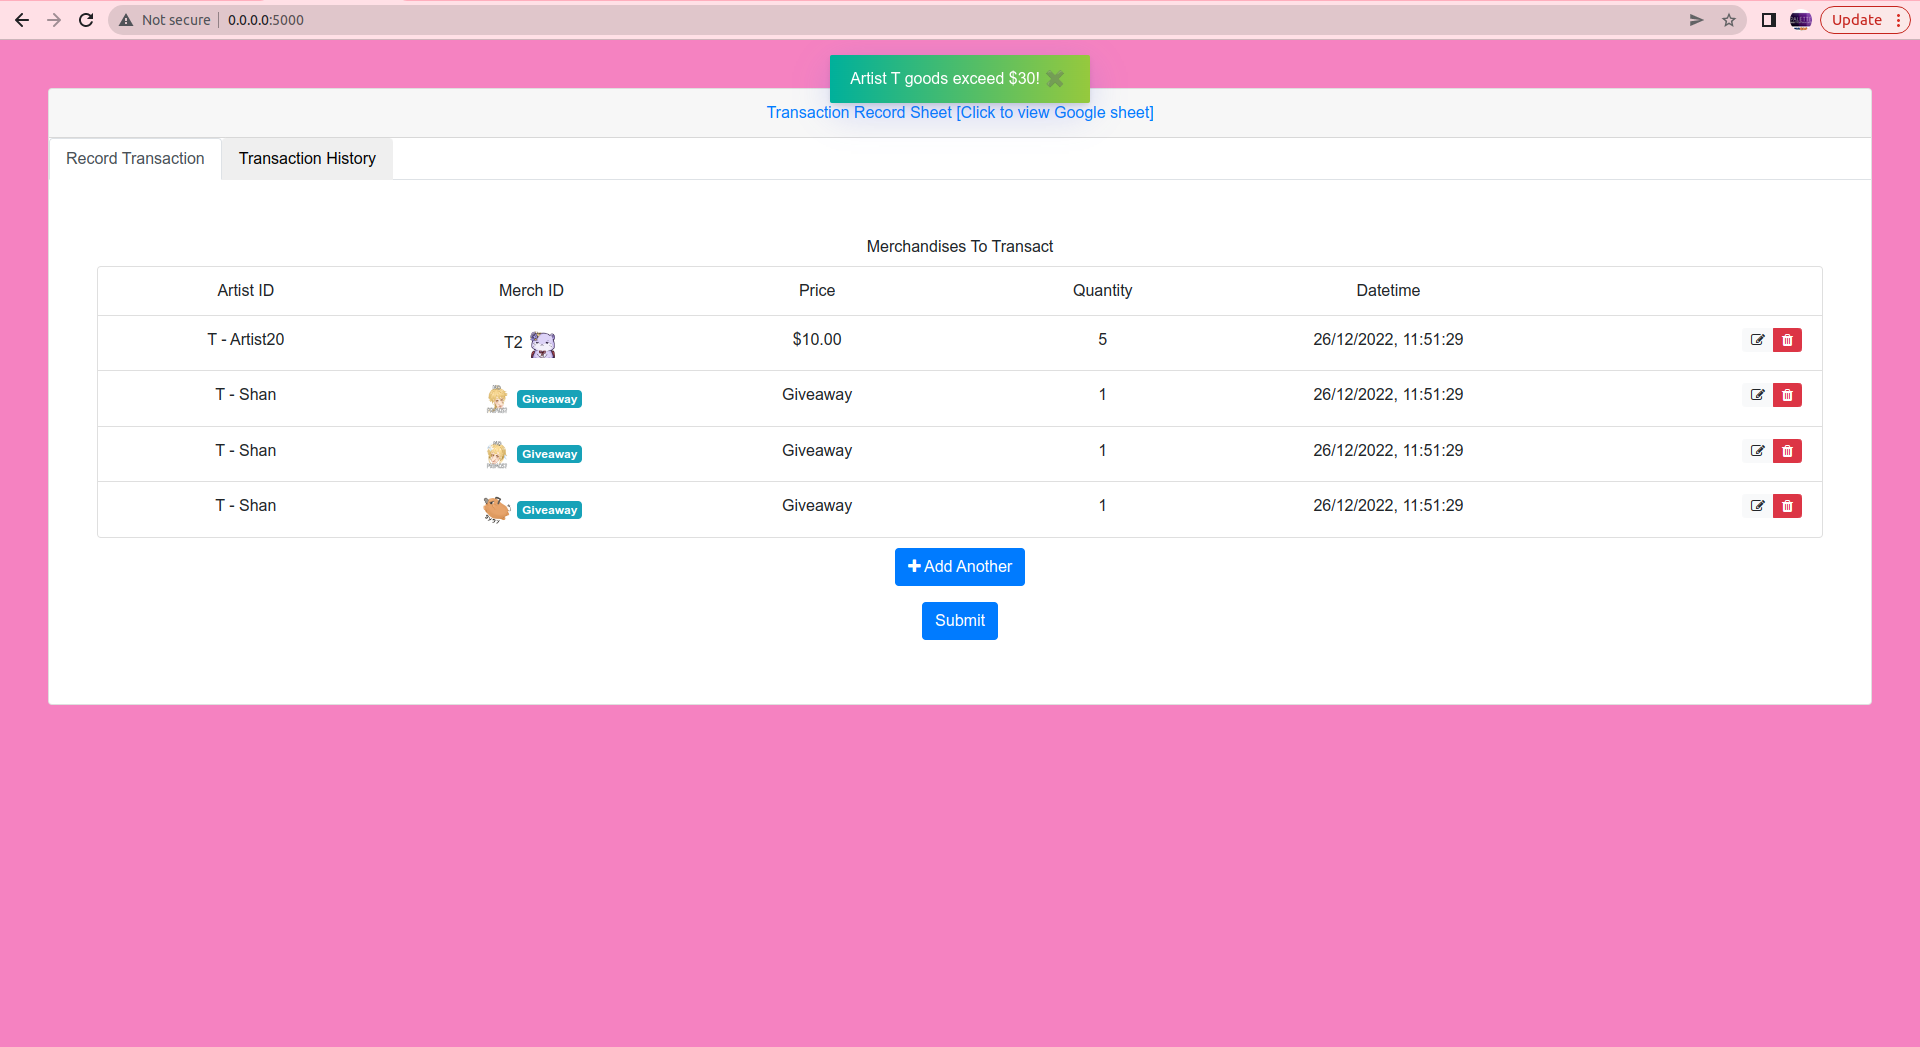 Not secure | 0.0.0.0:5000 Update
Artist T goods exceed $30!
Transaction Record Sheet [Click to view Google sheet]
Record Transaction Transaction History
Merchandises To Transact
Artist ID Merch ID Price Quantity Datetime
T - Artist20 T2 $10.00 5 26/12/2022, 11:51:29
T - Shan Giveaway Giveaway 1 26/12/2022, 11:51:29
T - Shan Giveaway Giveaway 1 26/12/2022, 11:51:29
T - Shan Giveaway Giveaway 1 26/12/2022, 11:51:29
Add Another
Submit